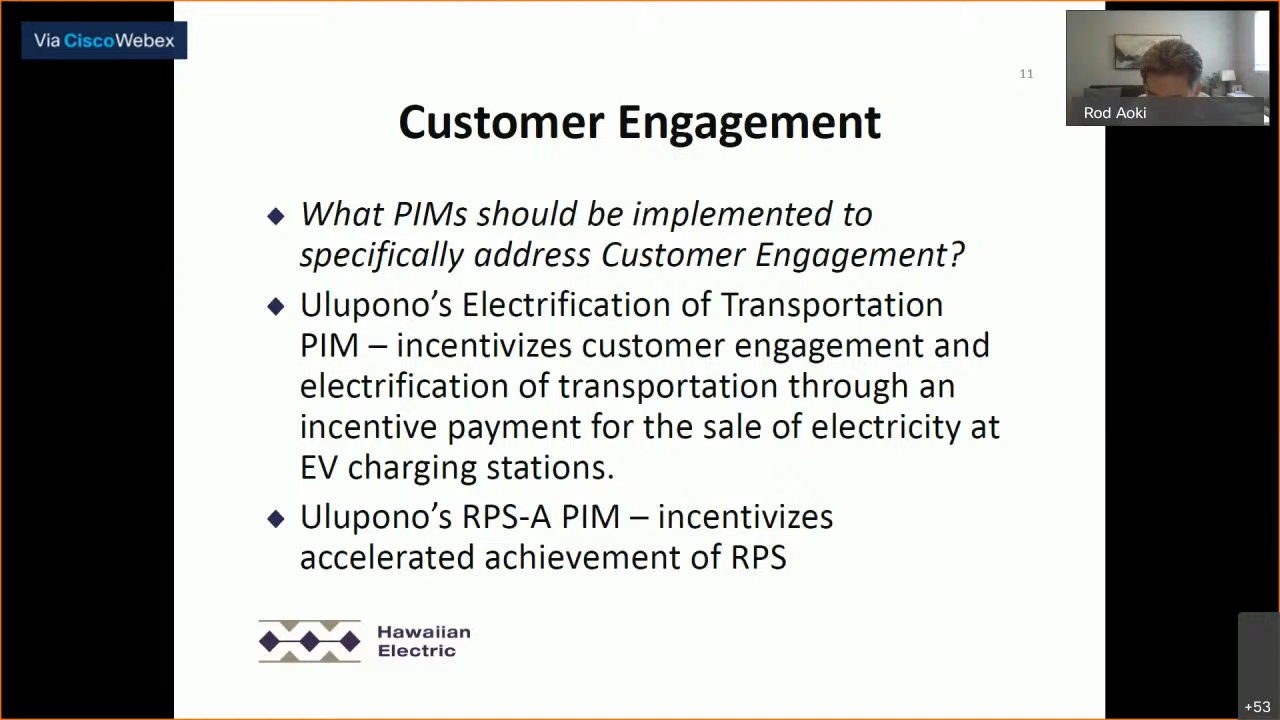 Via CiscoWebex
11
Rod Aoki
Customer Engagement
What PIMs should be implemented to
specifically address Customer Engagement?
Ulupono’s Electrification of Transportation
PIM – incentivizes customer engagement and
electrification of transportation through an
incentive payment for the sale of electricity at
EV charging stations.
Ulupono’s RPS-A PIM – incentivizes
accelerated achievement of RPS
Hawaiian
Electric
+53